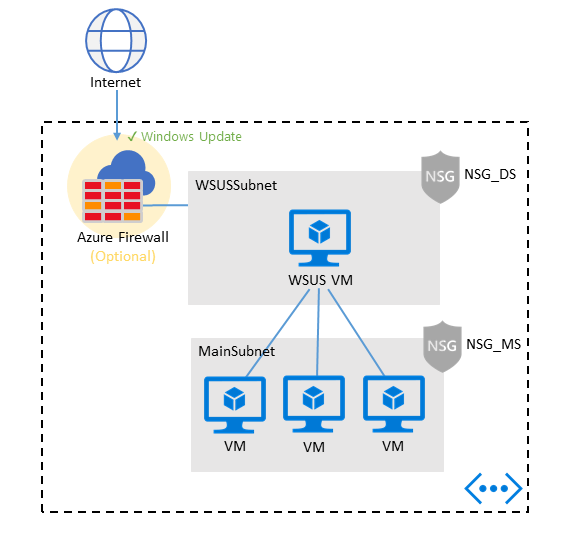 Internet
✓ Windows Update
NSG
NSG_DS
WSUSSubnet
Azure Firewall
(Optional)
WSUS VM
NSG
NSG_MS
MainSubnet
VM
VM
VM